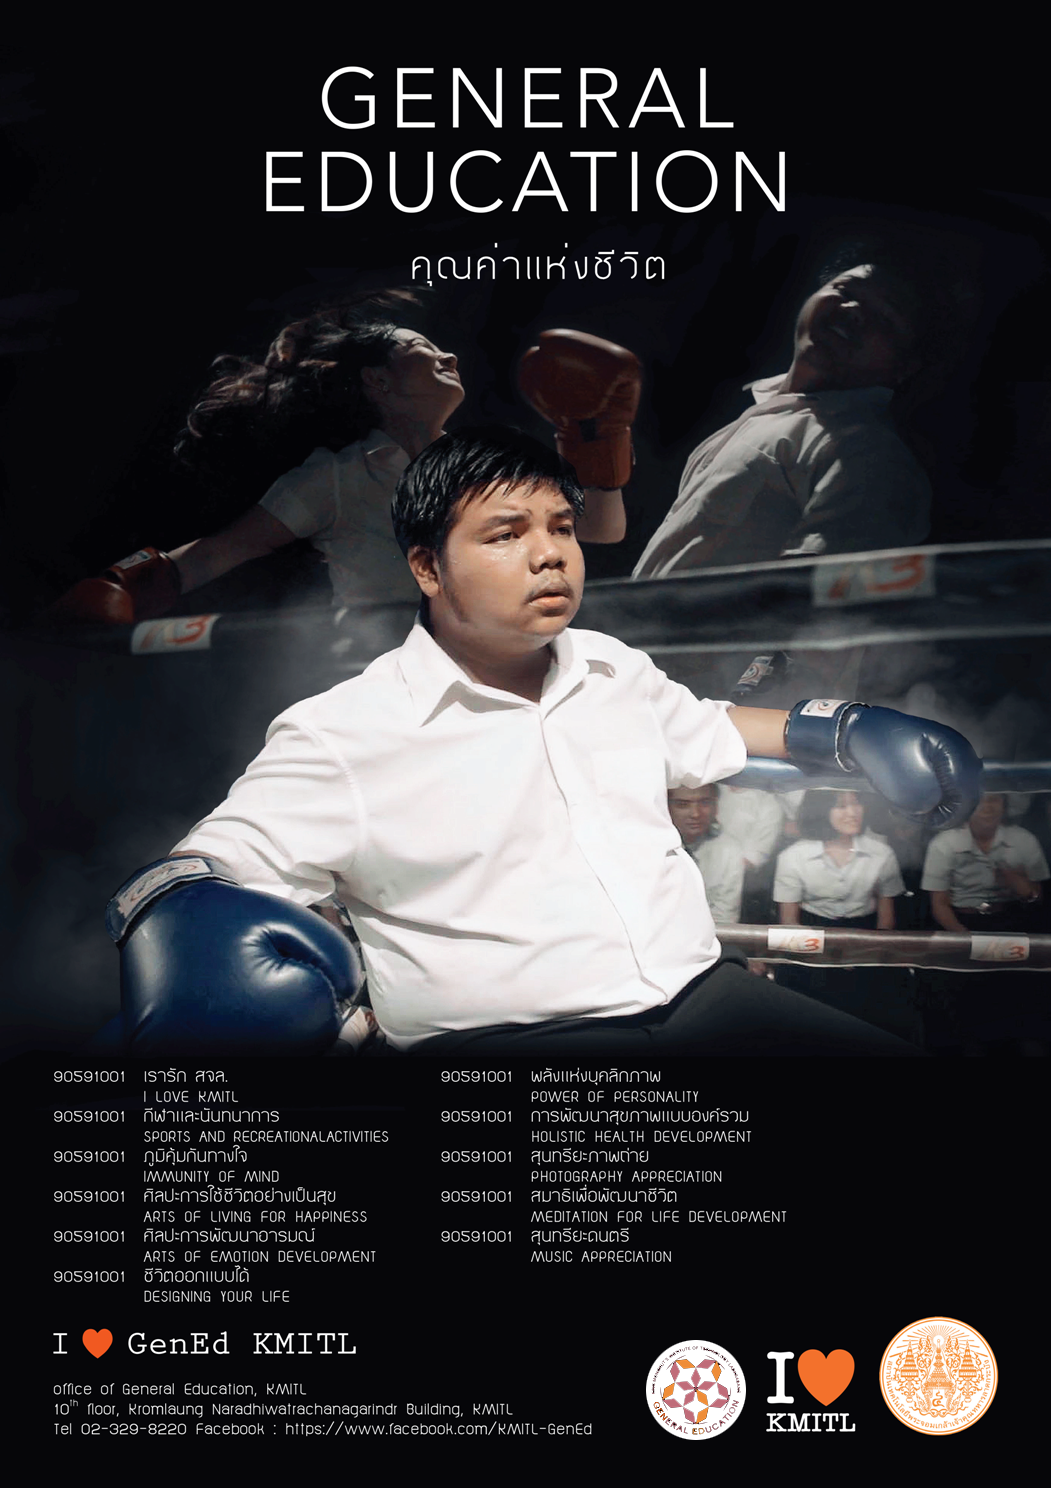 GENERAL
EDUCATION
คุณค่าแห่งชีวิต
90591001 เรารัก สจล.
I LOVE KMITL
90591001 กีฬาและนันทนาการ
SPORTS AND RECREATIONALACTIVITIES
90591001 ภูมิคุ้มกันทางใจ
IMMUNITY OF MIND
90591001 ศิลปะการใช้ชีวิตอย่างเป็นสุข
ARTS OF LIVING FOR HAPPINESS
90591001 ศิลปะการพัฒนาอารมณ์
ARTS OF EMOTION DEVELOPMENT
90591001 ชีวิตออกแบบได้
DESIGNING YOUR LIFE
90591001 พลังแห่งบุคลิกภาพ
POWER OF PERSONALITY
90591001 การพัฒนาสุขภาพแบบองค์รวม
HOLISTIC HEALTH DEVELOPMENT
90591001 สุนทรียะภาพถ่าย
PHOTOGRAPHY APPRECIATION
90591001 สมาธิเพื่อพัฒนาชีวิต
MEDITATION FOR LIFE DEVELOPMENT
90591001 สุนทรียะดนตรี
MUSIC APPRECIATION
I GenEd KMITL
office of General Education, KMITL
10th floor, Kromlaung Naradhiwatrachanagarindr Building, KMITL
Tel 02-329-8220 Facebook : https://www.facebook.com/KMITL-GenEd
GENERAL EDUCATION
I
KMITL